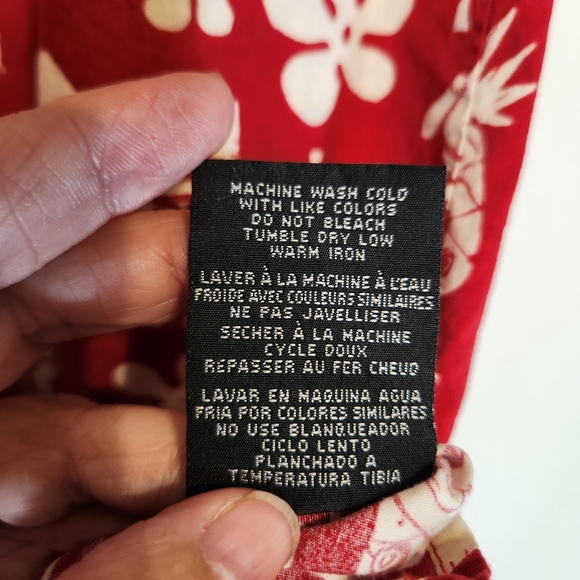 MACHINE WASH COLD
WITH LIKE COLORS
DO NOT BLEACH
TUMBLE DRY LOW
WARM IRON
LAVER À LA MACHINE À L'EAU
FROIDE AVEC COULEURS SIMILAIRES
NE PAS JAVELLISER
SECHER À LA MACHINE
CYCLE DOUX
REPASSER AU FER CHEUD
LAVAR EN MAQUINA AGUA
FRIA POR COLORES SIMILARES
NO USE BLANQUEADOR
CICLO LENTO
PLANCHADO A
TEMPERATURA TIBIA